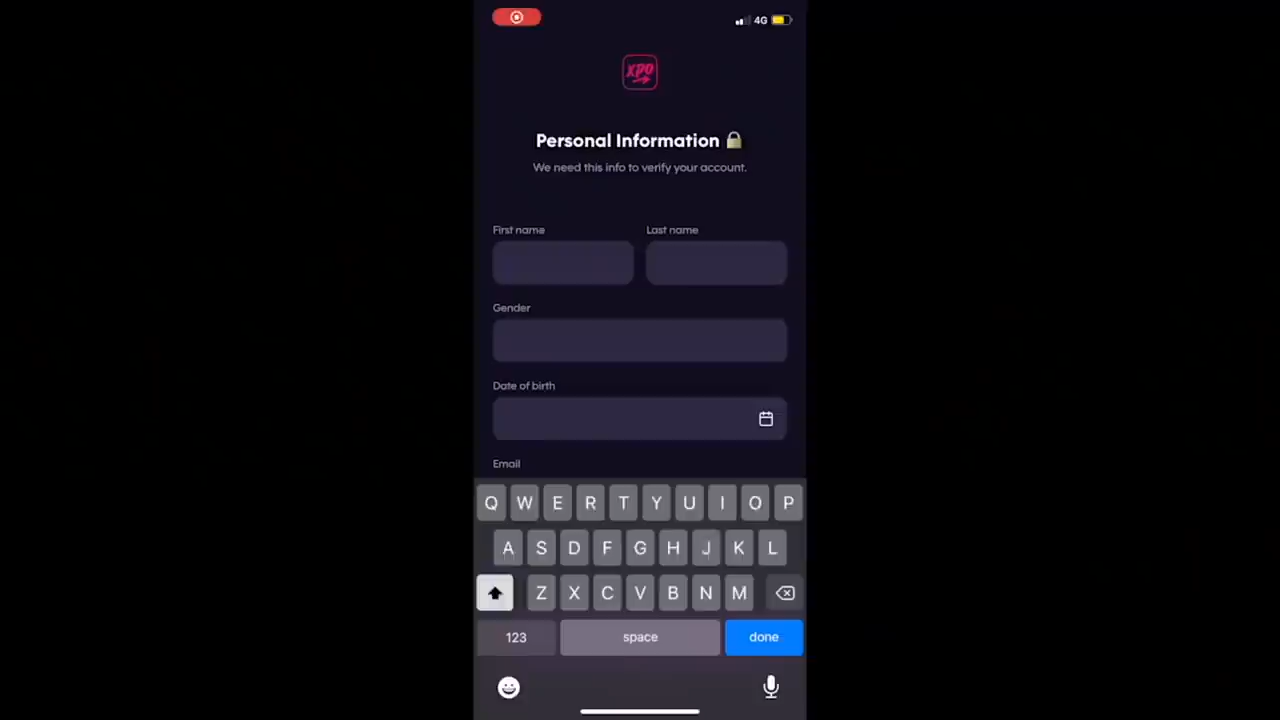 4G
XPO
Personal Information 🔒
We need this info to verify your account.
First name Last name
Gender
Date of birth
Email
Q W E R T Y U I O P
A S D F G H J K L
Z X C V B N M
123 space done